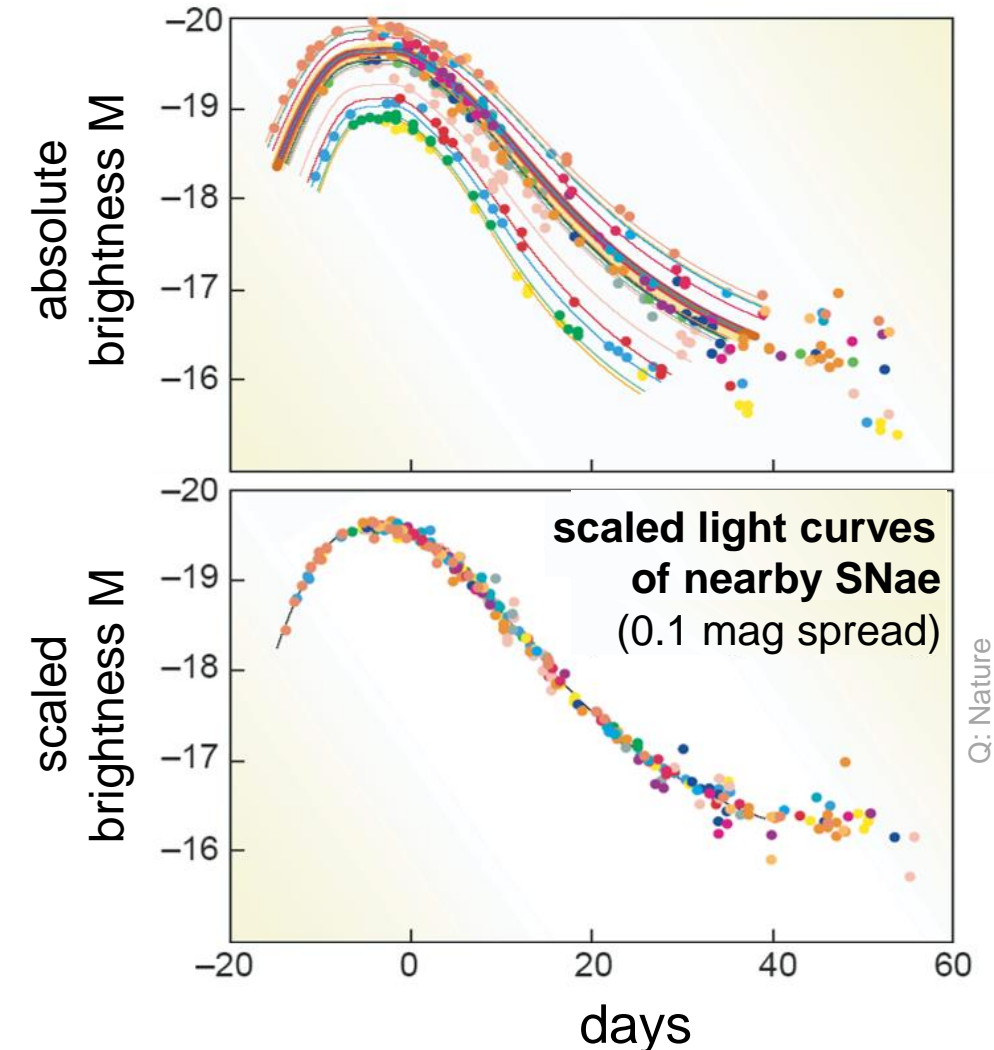 absolute
brightness M
–20
–19
–18
–17
–16
scaled
brightness M
–20
–19
–18
–17
–16
scaled light curves
of nearby SNae
(0.1 mag spread)
Q: Nature
–20
0
20
40
60
days